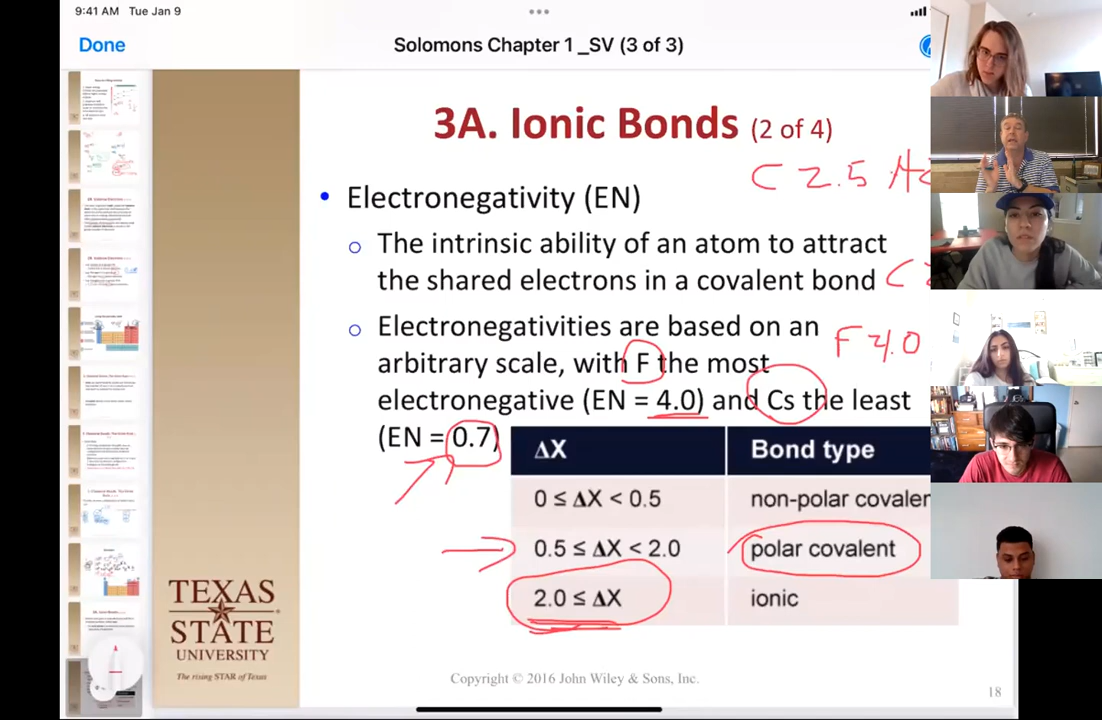 9:41 AM Tue Jan 9
Done
Solomons Chapter 1 _SV (3 of 3)
3A. Ionic Bonds (2 of 4)
C 2.5
• Electronegativity (EN)
o The intrinsic ability of an atom to attract
the shared electrons in a covalent bond
C
o Electronegativities are based on an
F 4.0
arbitrary scale, with F the most
electronegative (EN = 4.0) and Cs the least
(EN = 0.7)
ΔX Bond type
0 ≤ ΔX < 0.5 non-polar covalen
0.5 ≤ ΔX < 2.0 polar covalent
2.0 ≤ ΔX ionic
TEXAS
STATE
UNIVERSITY
The rising STAR of Texas
Copyright © 2016 John Wiley & Sons, Inc.
18